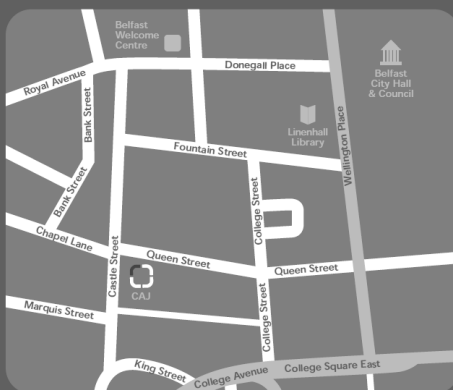 Belfast
Welcome
Centre
Donegall Place
Belfast
City Hall
& Council
Royal Avenue
Bank Street
Linenhall
Library
Wellington Place
Fountain Street
Bank Street
College Street
Chapel Lane
Castle Street
Queen Street
Queen Street
CAJ
Marquis Street
College Street
King Street
College Avenue
College Square East